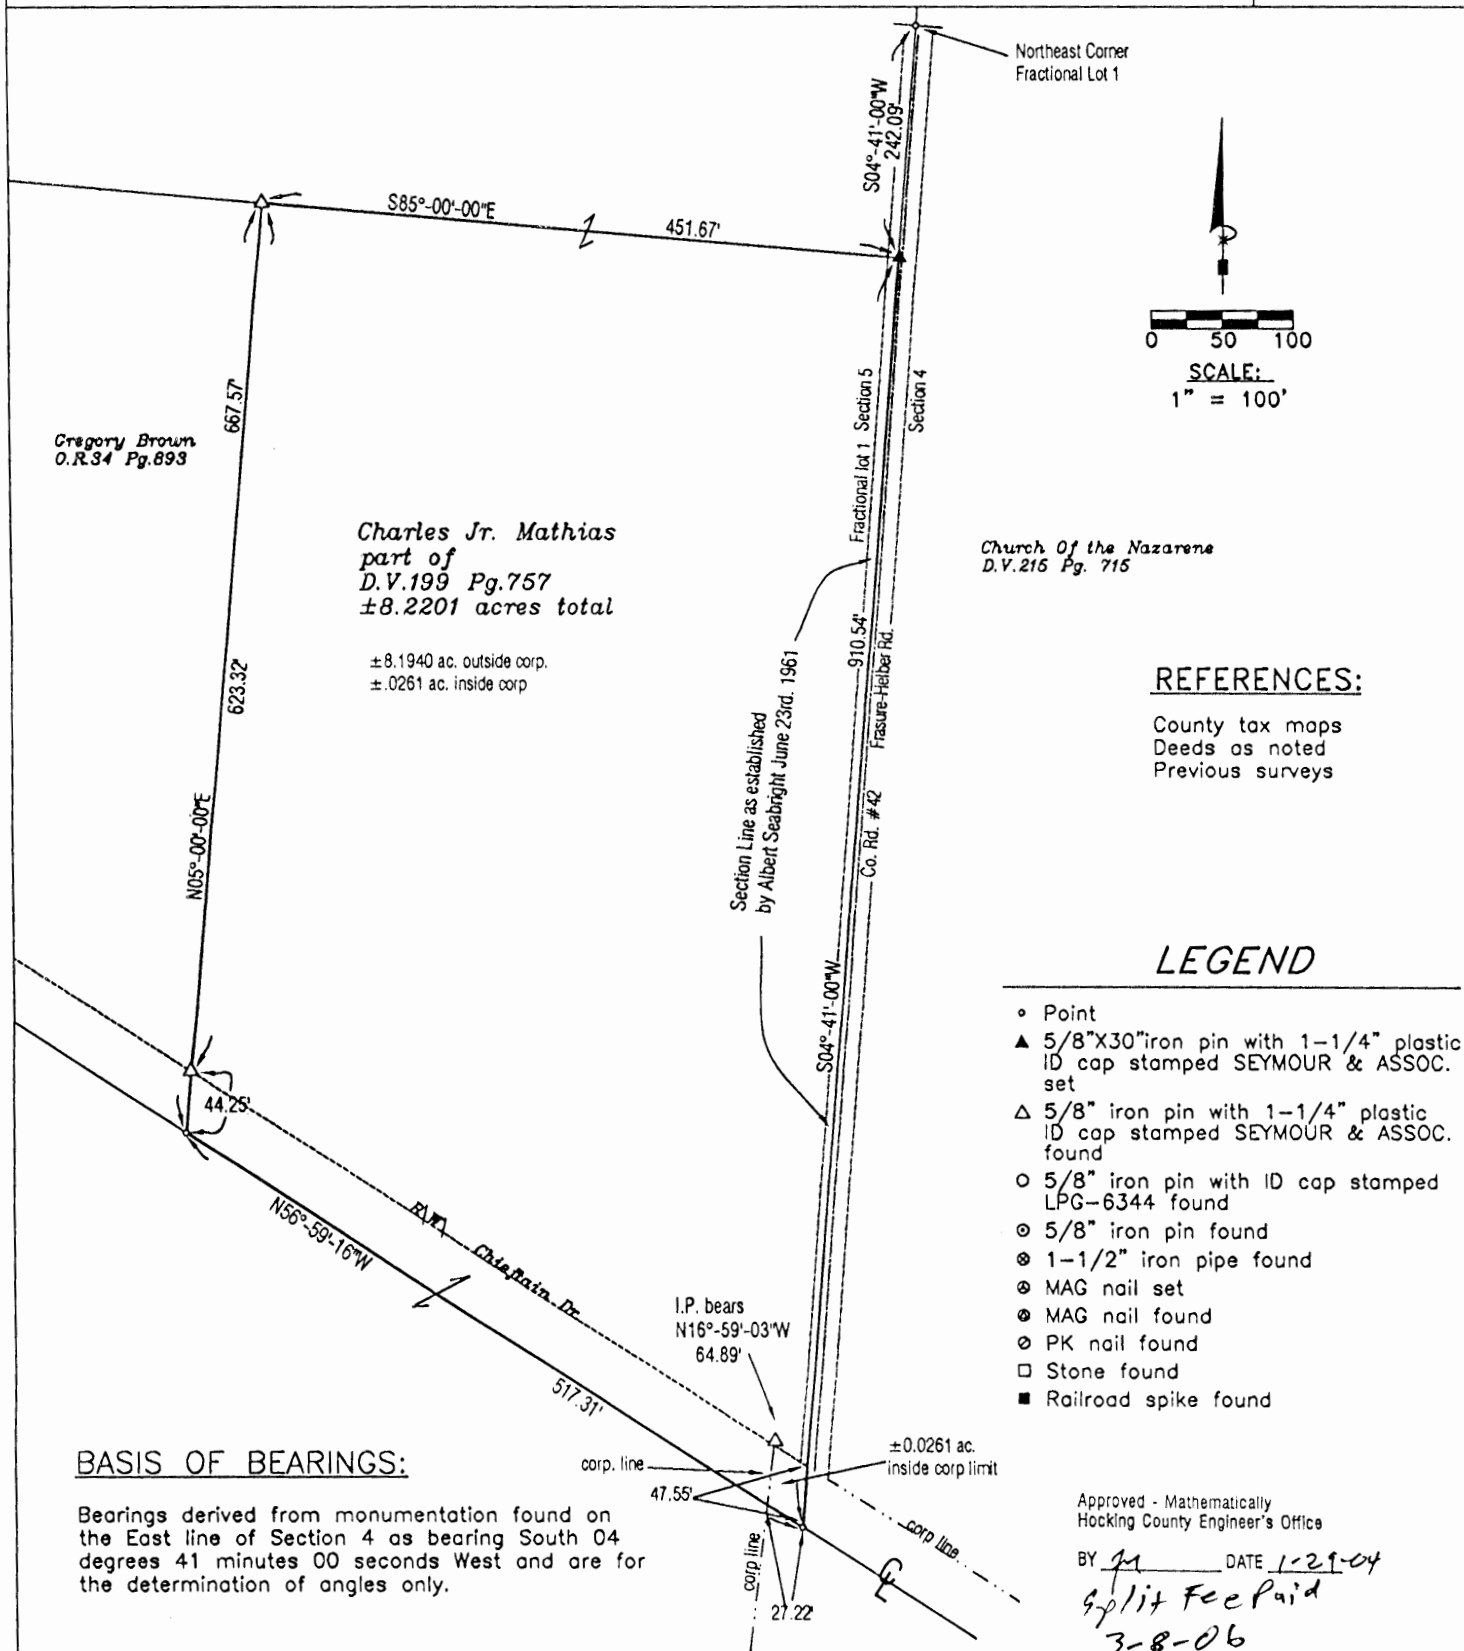 Northeast Corner
Fractional Lot 1
S04°-41'-00"W
242.09'
S85°-00'-00"E
451.67'
0 50 100
SCALE:
1" = 100'
667.57'
Gregory Brown
O.R.34 Pg.893
Fractional lot 1 Section 5
Section 4
Charles Jr. Mathias
part of
D.V.199 Pg.757
±8.2201 acres total
±8.1940 ac. outside corp.
±.0261 ac. inside corp
Church Of the Nazarene
D.V.215 Pg. 715
623.32'
910.54'
Co. Rd. #42 Frasure-Helber Rd.
Section Line as established
by Albert Seabright June 23rd. 1961
REFERENCES:
County tax maps
Deeds as noted
Previous surveys
N05°-00'-00"E
S04°-41'-00"W
LEGEND
Point
5/8"X30"iron pin with 1-1/4" plastic
ID cap stamped SEYMOUR & ASSOC.
set
5/8" iron pin with 1-1/4" plastic
ID cap stamped SEYMOUR & ASSOC.
found
5/8" iron pin with ID cap stamped
LPG-6344 found
5/8" iron pin found
1-1/2" iron pipe found
MAG nail set
MAG nail found
PK nail found
Stone found
Railroad spike found
44.25'
N56°-59'-16"W
R/W
Chieftain Dr.
517.31'
I.P. bears
N16°-59'-03"W
64.89'
corp. line
47.55'
±0.0261 ac.
inside corp limit
corp line
corp line
27.22'
BASIS OF BEARINGS:
Bearings derived from monumentation found on
the East line of Section 4 as bearing South 04
degrees 41 minutes 00 seconds West and are for
the determination of angles only.
Approved - Mathematically
Hocking County Engineer's Office
BY DATE 1-29-04
Split Fee Paid
3-8-06